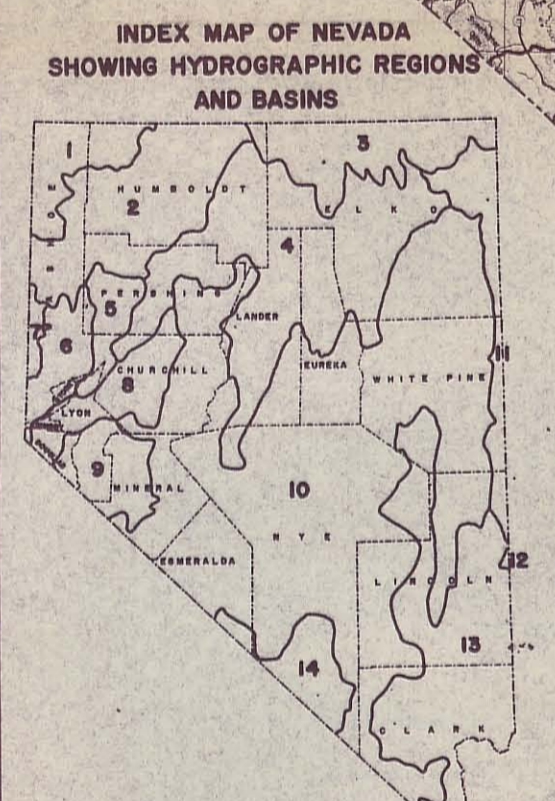 INDEX MAP OF NEVADA
SHOWING HYDROGRAPHIC REGIONS
AND BASINS
1
3
HUMBOLDT
2
ELKO
4
PERSHING
5
LANDER
6
EUREKA
11
CHURCHILL
WHITE PINE
8
LYON
9
MINERAL
10
NYE
ESMERALDA
12
LINCOLN
13
14
CLARK